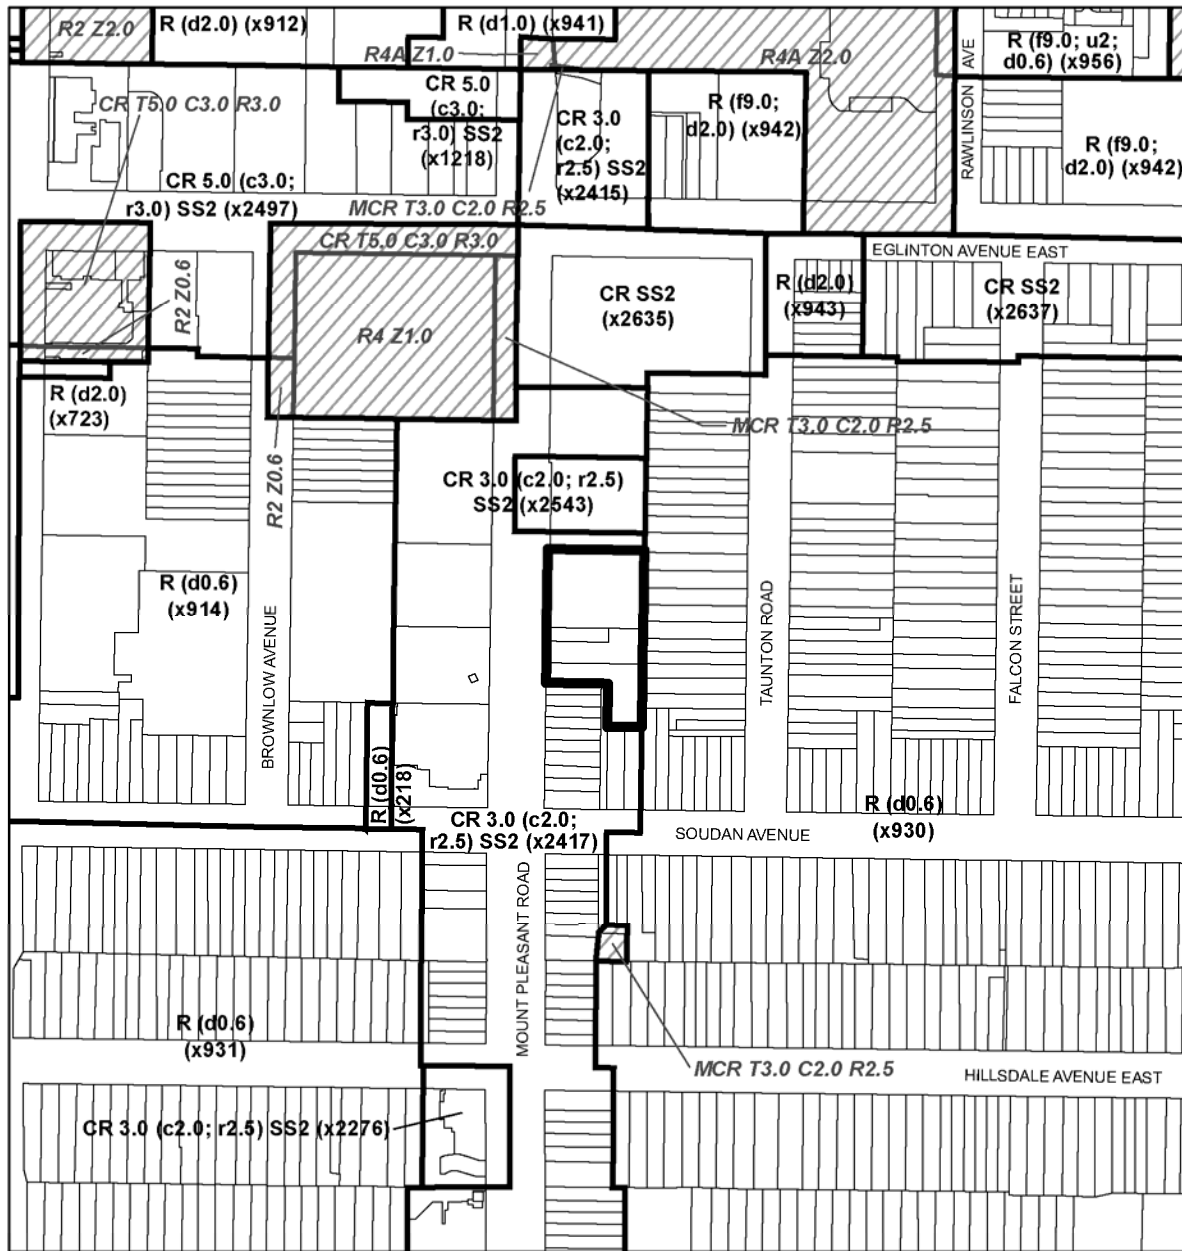 R2 Z2.0
R (d2.0) (x912)
R (d1.0) (x941)
R4A Z1.0
R4A Z2.0
R (f9.0; u2;
d0.6) (x956)
RAWLINSON AVE
CR T5.0 C3.0 R3.0
CR 5.0
(c3.0;
r3.0) SS2
(x1218)
CR 3.0
(c2.0;
r2.5) SS2
(x2415)
R (f9.0;
d2.0) (x942)
R (f9.0;
d2.0) (x942)
CR 5.0 (c3.0;
r3.0) SS2 (x2497)
MCR T3.0 C2.0 R2.5
CR T5.0 C3.0 R3.0
EGLINTON AVENUE EAST
R2 Z0.6
R4 Z1.0
CR SS2
(x2635)
R (d2.0)
(x943)
CR SS2
(x2637)
R (d2.0)
(x723)
MCR T3.0 C2.0 R2.5
R2 Z0.6
CR 3.0 (c2.0; r2.5)
SS2 (x2543)
R (d0.6)
(x914)
BROWNLOW AVENUE
TAUNTON ROAD
FALCON STREET
R (d0.6)
(x218)
CR 3.0 (c2.0;
r2.5) SS2 (x2417)
SOUDAN AVENUE
R (d0.6)
(x930)
MOUNT PLEASANT ROAD
R (d0.6)
(x931)
MCR T3.0 C2.0 R2.5
HILLSDALE AVENUE EAST
CR 3.0 (c2.0; r2.5) SS2 (x2276)